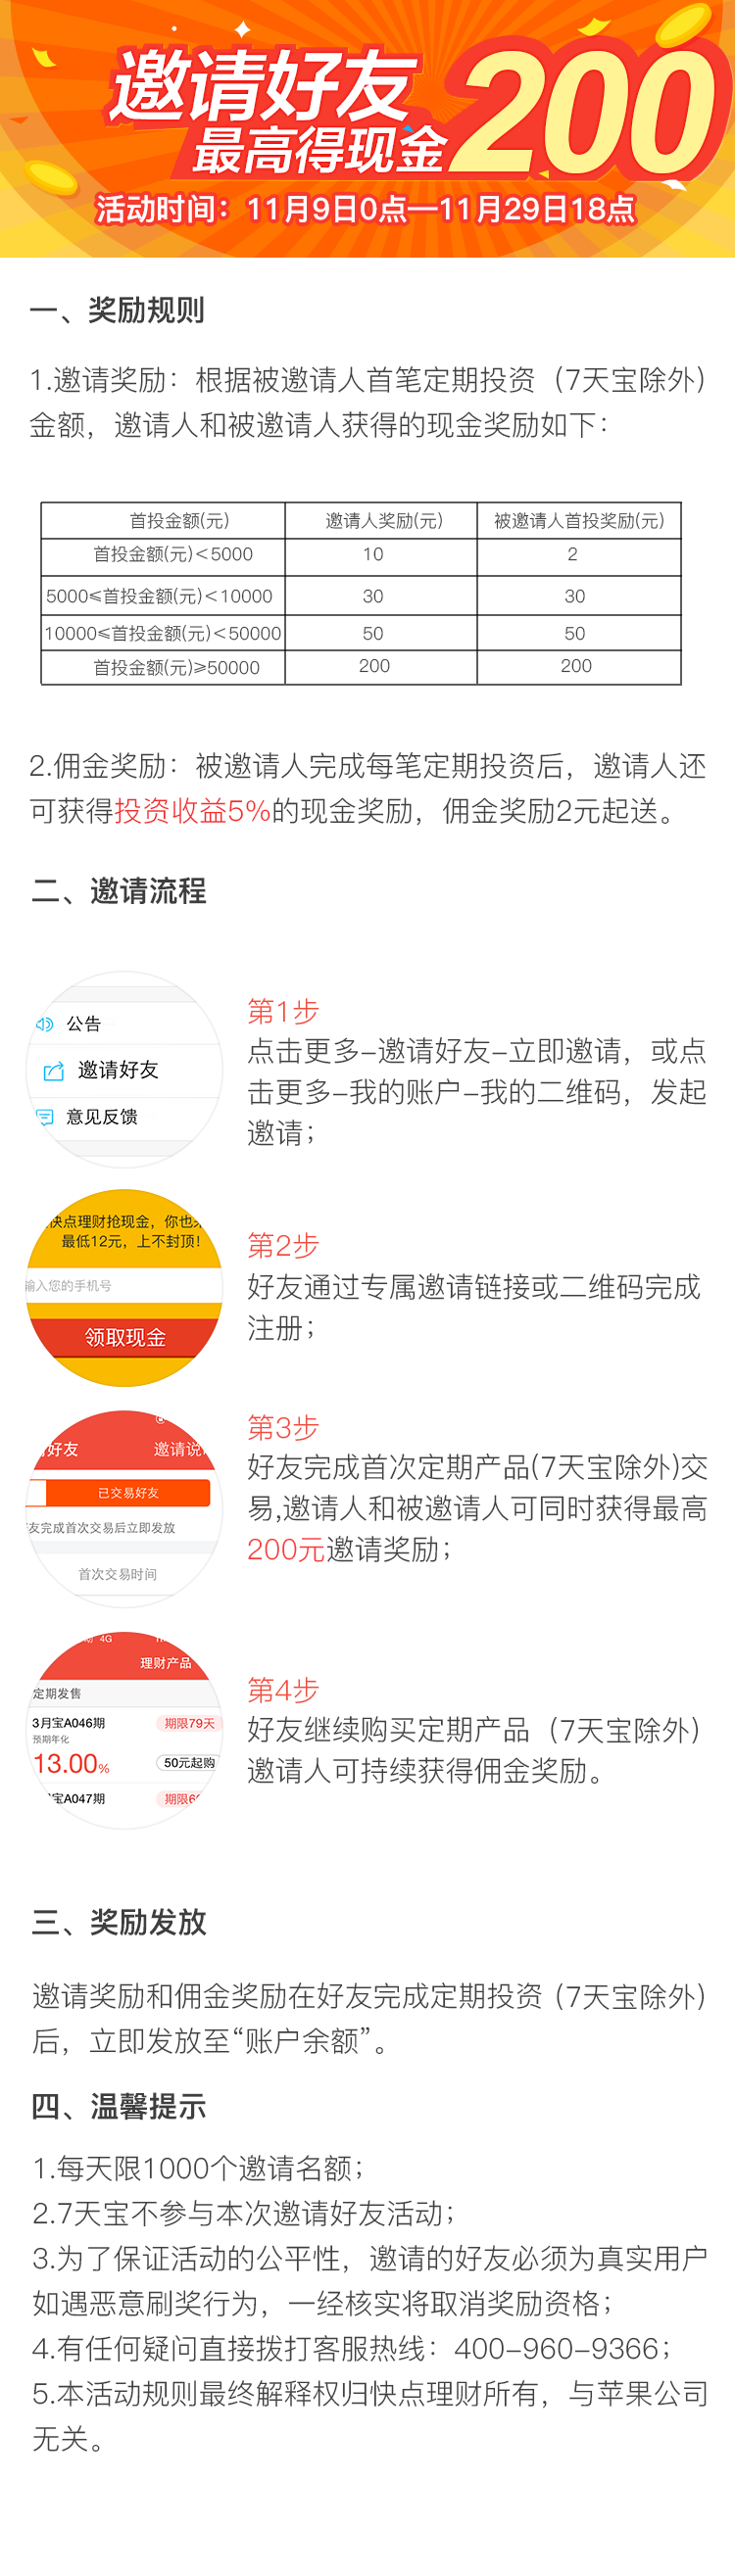 邀请好友
最高得现金200
活动时间：11月9日0点—11月29日18点
一、奖励规则
1.邀请奖励：根据被邀请人首笔定期投资（7天宝除外）
金额，邀请人和被邀请人获得的现金奖励如下：
首投金额(元) 邀请人奖励(元) 被邀请人首投奖励(元)
首投金额(元)<5000 10 2
5000≤首投金额(元)<10000 30 30
10000≤首投金额(元)<50000 50 50
首投金额(元)≥50000 200 200
2.佣金奖励：被邀请人完成每笔定期投资后，邀请人还
可获得投资收益5%的现金奖励，佣金奖励2元起送。
二、邀请流程
公告
邀请好友
意见反馈
第1步
点击更多-邀请好友-立即邀请，或点
击更多-我的账户-我的二维码，发起
邀请；
快点理财抢现金，你也
最低12元，上不封顶！
输入您的手机号
领取现金
第2步
好友通过专属邀请链接或二维码完成
注册；
好友
邀请说
已交易好友
友完成首次交易后立即发放
首次交易时间
第3步
好友完成首次定期产品(7天宝除外)交
易,邀请人和被邀请人可同时获得最高
200元邀请奖励；
4G
理财产品
定期发售
3月宝A046期 期限79天
预期年化
13.00% 50元起购
宝A047期 期限6
第4步
好友继续购买定期产品（7天宝除外）
邀请人可持续获得佣金奖励。
三、奖励发放
邀请奖励和佣金奖励在好友完成定期投资（7天宝除外）
后，立即发放至“账户余额”。
四、温馨提示
1.每天限1000个邀请名额；
2.7天宝不参与本次邀请好友活动；
3.为了保证活动的公平性，邀请的好友必须为真实用户
如遇恶意刷奖行为，一经核实将取消奖励资格；
4.有任何疑问直接拨打客服热线：400-960-9366；
5.本活动规则最终解释权归快点理财所有，与苹果公司
无关。